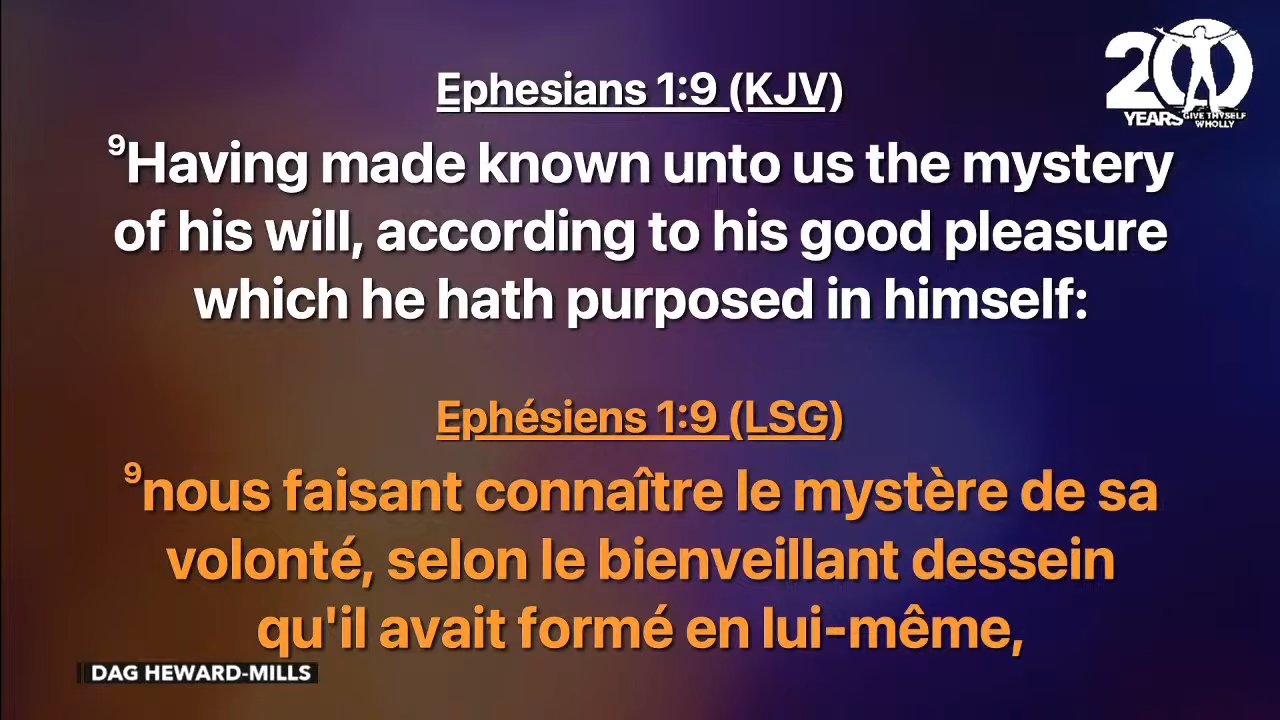 Ephesians 1:9 (KJV)
20
YEARS
GIVE THYSELF
WHOLLY
⁹Having made known unto us the mystery
of his will, according to his good pleasure
which he hath purposed in himself:
Ephésiens 1:9 (LSG)
⁹nous faisant connaître le mystère de sa
volonté, selon le bienveillant dessein
qu'il avait formé en lui-même,
DAG HEWARD-MILLS